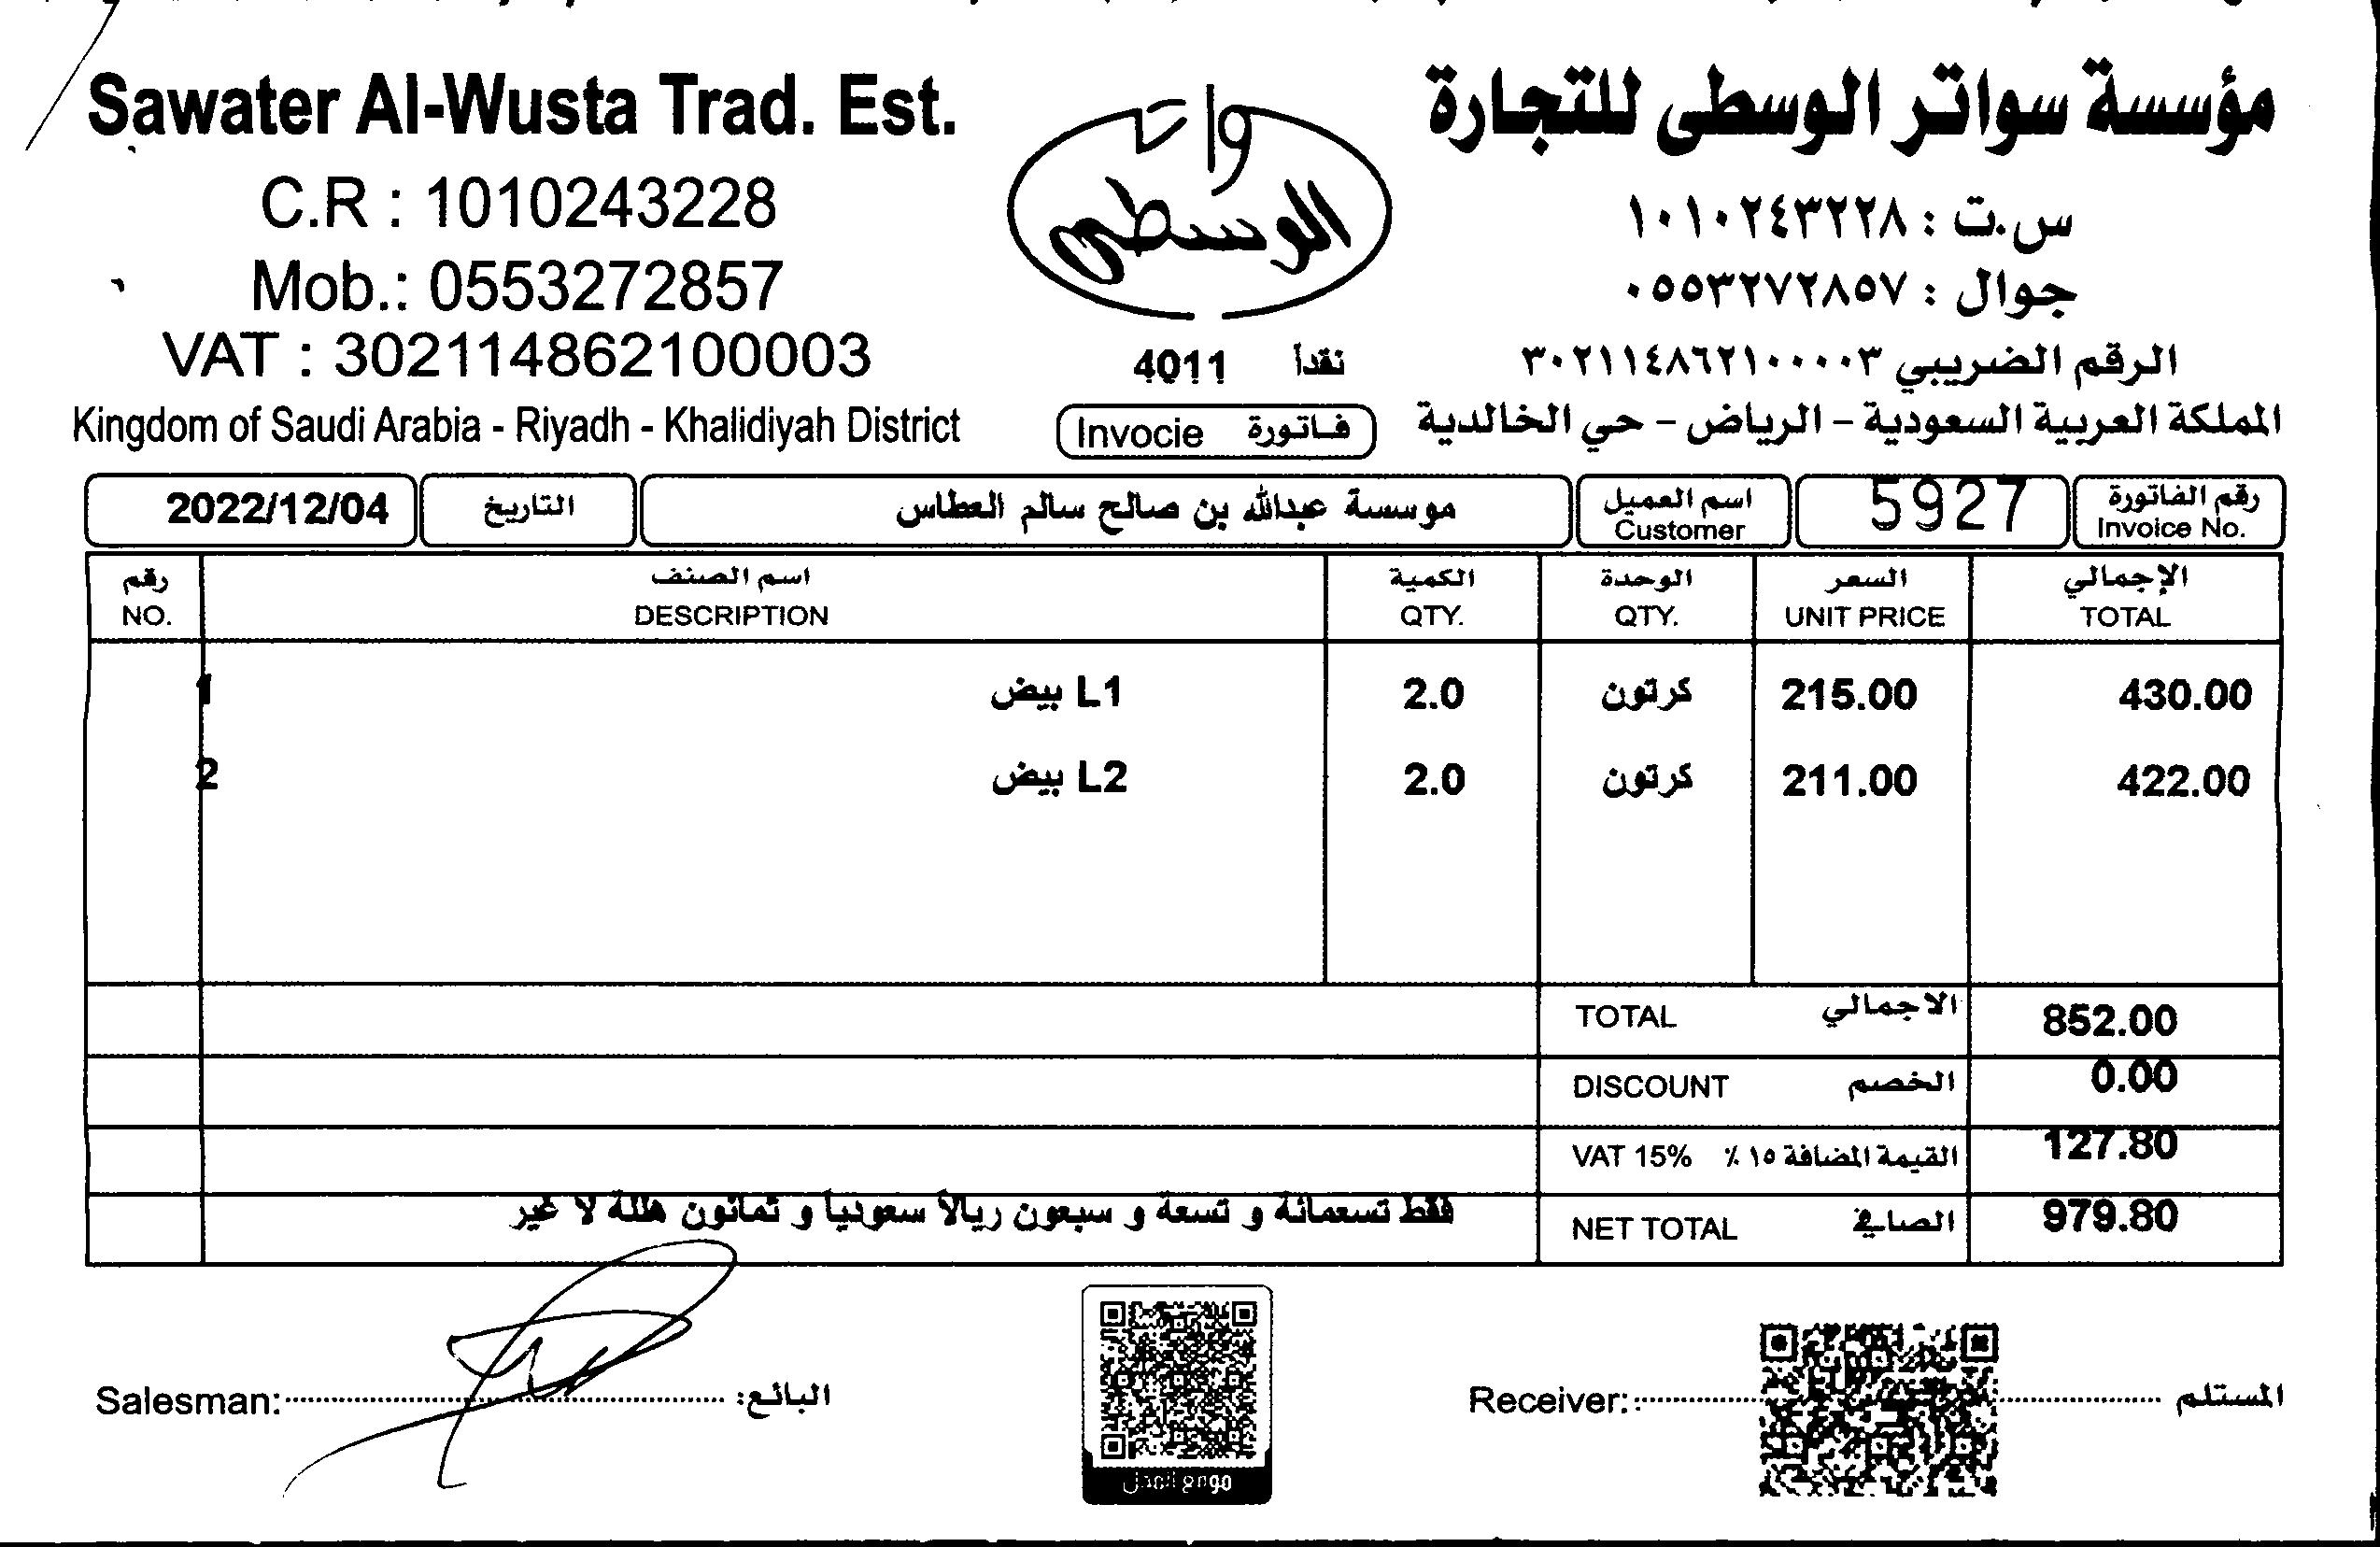 Sawater Al-Wusta Trad. Est.
C.R : 1010243228
Mob.: 0553272857
VAT : 302114862100003
Kingdom of Saudi Arabia - Riyadh - Khalidiyah District
الوسطى
4011 نقداً
Invocie فاتورة
مؤسسة سواتر الوسطى للتجارة
س.ت : ١٠١٠٢٤٣٢٢٨
جوال : ٠٥٥٣٢٧٢٨٥٧
الرقم الضريبي ٣٠٢١١٤٨٦٢١٠٠٠٠٣
المملكة العربية السعودية - الرياض - حي الخالدية
2022/12/04 التاريخ موسسة عبدالله بن صالح سالم العطاس اسم العميل Customer 5927 رقم الفاتورة Invoice No.
رقم اسم الصنف الكمية الوحدة السعر الإجمالي
NO. DESCRIPTION QTY. QTY. UNIT PRICE TOTAL
1 بيض L1 2.0 كرتون 215.00 430.00
2 بيض L2 2.0 كرتون 211.00 422.00
TOTAL الاجمالي 852.00
DISCOUNT الخصم 0.00
VAT 15% القيمة المضافة ١٥ ٪ 127.80
فقط تسعمائة و تسعة و سبعون ريالاً سعودياً و ثمانون هللة لا غير NET TOTAL الصافي 979.80
Salesman: البائع:
موقع المحل
Receiver: المستلم